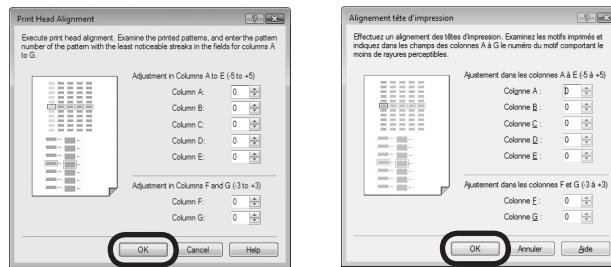 Print Head Alignment
Execute print head alignment. Examine the printed patterns, and enter the pattern
number of the pattern with the least noticeable streaks in the fields for columns A
to G.
Adjustment in Columns A to E (-5 to +5)
Column A: 0
Column B: 0
Column C: 0
Column D: 0
Column E: 0
Adjustment in Columns F and G (-3 to +3)
Column F: 0
Column G: 0
OK Cancel Help
Alignement tête d'impression
Effectuez un alignement des têtes d'impression. Examinez les motifs imprimés et
indiquez dans les champs des colonnes A à G le numéro du motif comportant le
moins de rayures perceptibles.
Ajustement dans les colonnes A à E (-5 à +5)
Colonne A : 0
Colonne B : 0
Colonne C : 0
Colonne D : 0
Colonne E : 0
Ajustement dans les colonnes F et G (-3 à +3)
Colonne F : 0
Colonne G : 0
OK Annuler Aide